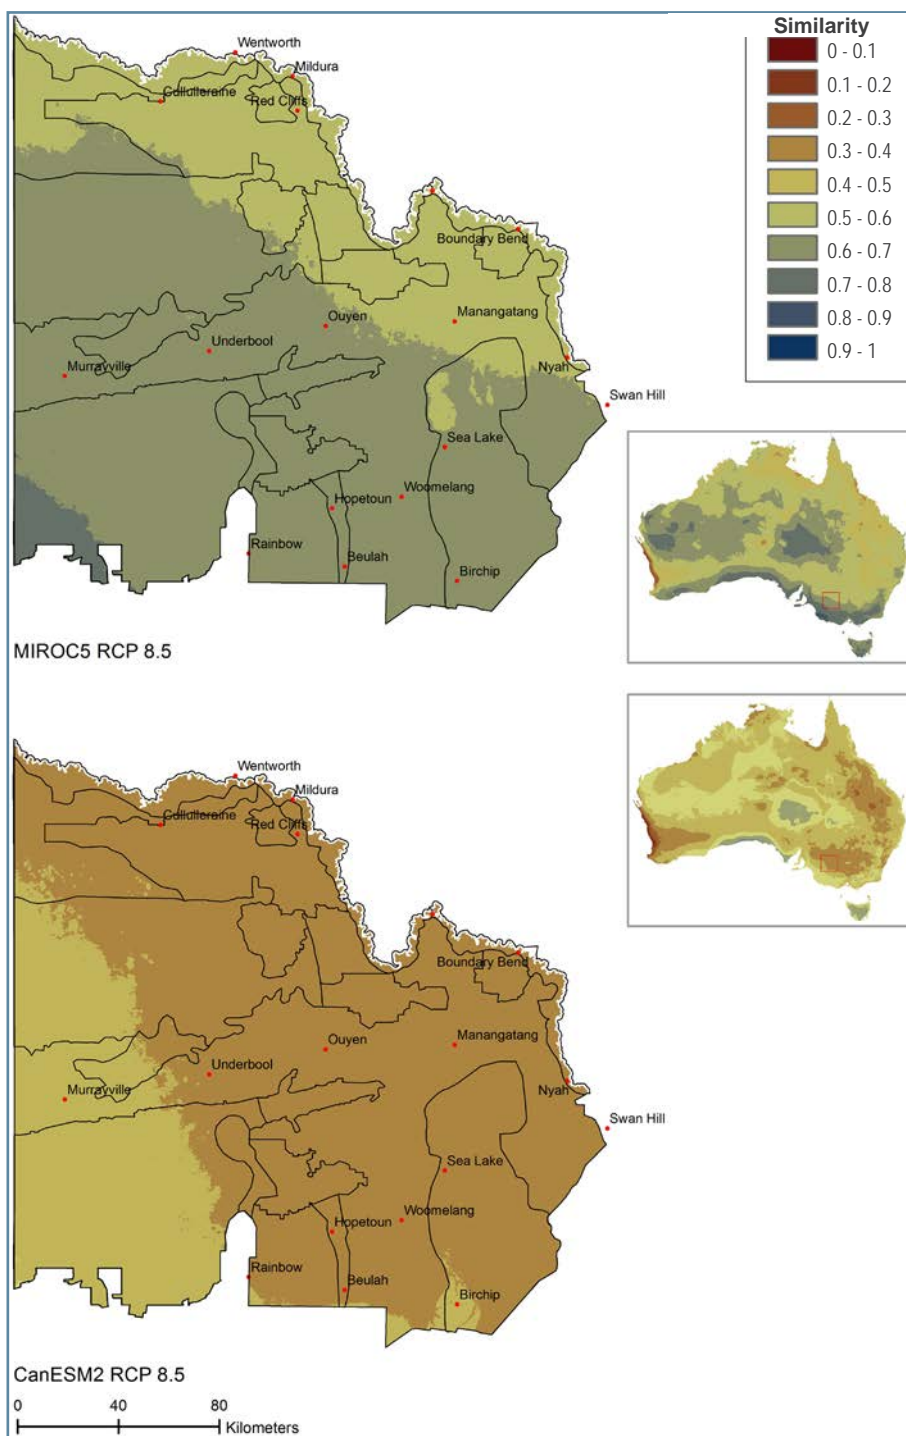 Similarity
0 - 0.1
0.1 - 0.2
0.2 - 0.3
0.3 - 0.4
0.4 - 0.5
0.5 - 0.6
0.6 - 0.7
0.7 - 0.8
0.8 - 0.9
0.9 - 1
Wentworth
Mildura
Cullulleraine
Red Cliffs
Boundary Bend
Ouyen
Manangatang
Underbool
Murrayville
Nyah
Swan Hill
Sea Lake
Woomelang
Hopetoun
Rainbow
Beulah
Birchip
MIROC5 RCP 8.5
Wentworth
Mildura
Cullulleraine
Red Cliffs
Boundary Bend
Ouyen
Manangatang
Underbool
Murrayville
Nyah
Swan Hill
Sea Lake
Woomelang
Hopetoun
Rainbow
Beulah
Birchip
CanESM2 RCP 8.5
0 40 80
Kilometers